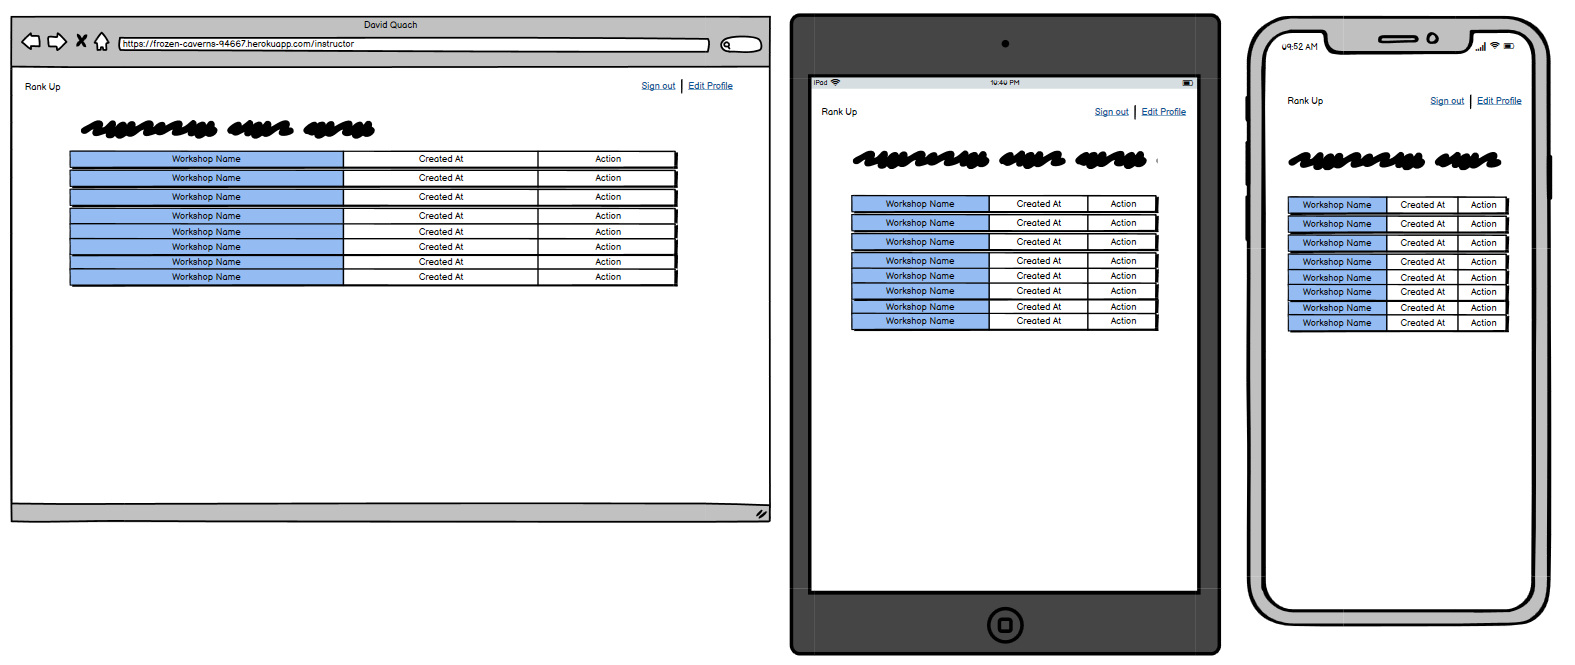 David Quach
https://frozen-caverns-94667.herokuapp.com/instructor
Rank Up
Sign out | Edit Profile
Workshop Name Created At Action
Workshop Name Created At Action
Workshop Name Created At Action
Workshop Name Created At Action
Workshop Name Created At Action
Workshop Name Created At Action
Workshop Name Created At Action
Workshop Name Created At Action
iPad 10:40 PM
Rank Up
Sign out | Edit Profile
Workshop Name Created At Action
Workshop Name Created At Action
Workshop Name Created At Action
Workshop Name Created At Action
Workshop Name Created At Action
Workshop Name Created At Action
Workshop Name Created At Action
Workshop Name Created At Action
09:52 AM
Rank Up
Sign out | Edit Profile
Workshop Name Created At Action
Workshop Name Created At Action
Workshop Name Created At Action
Workshop Name Created At Action
Workshop Name Created At Action
Workshop Name Created At Action
Workshop Name Created At Action
Workshop Name Created At Action